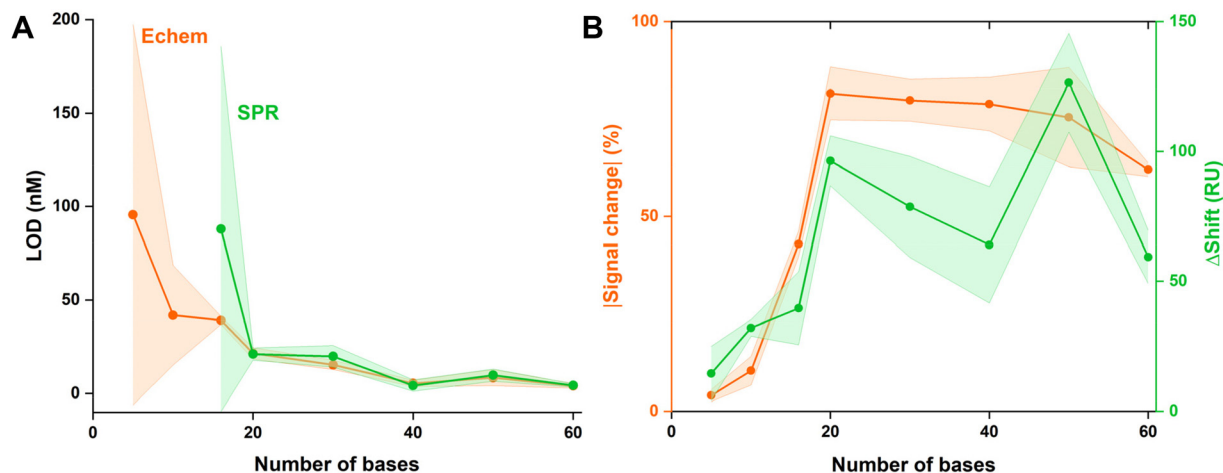 A
Echem
SPR
LOD (nM)
200
150
100
50
0
0
20
40
60
Number of bases
B
|Signal change| (%)
100
50
0
0
20
40
60
Number of bases
150
100
50
0
ΔShift (RU)